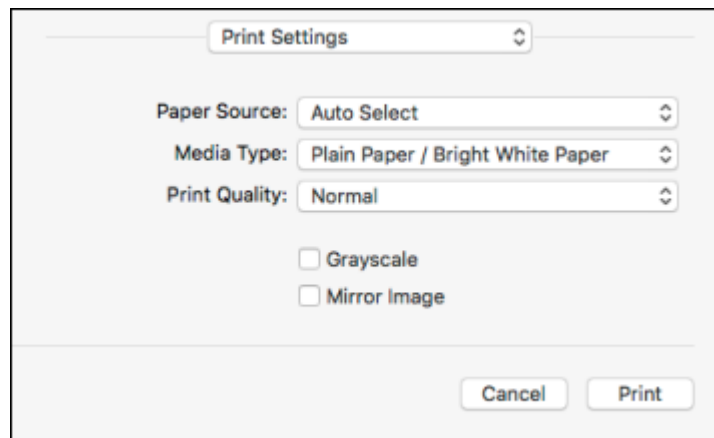 Print Settings
Paper Source: Auto Select
Media Type: Plain Paper / Bright White Paper
Print Quality: Normal
Grayscale
Mirror Image
Cancel Print